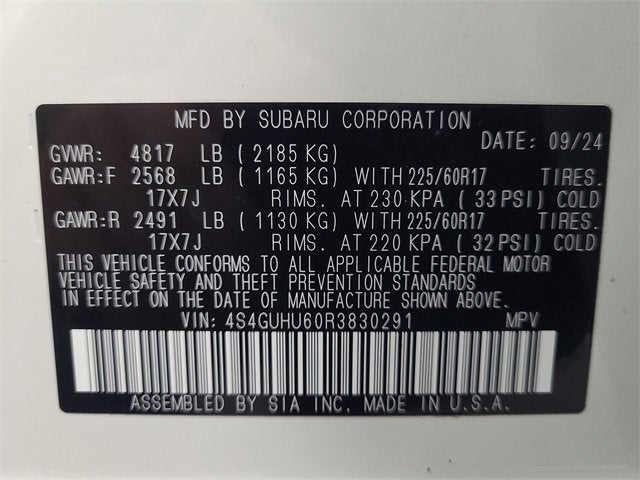 MFD BY SUBARU CORPORATION
DATE: 09/24
GVWR: 4817 LB (2185 KG)
GAWR:F 2568 LB (1165 KG) WITH 225/60R17 TIRES.
17X7J RIMS. AT 230 KPA (33 PSI) COLD
GAWR:R 2491 LB (1130 KG) WITH 225/60R17 TIRES.
17X7J RIMS. AT 220 KPA (32 PSI) COLD
THIS VEHICLE CONFORMS TO ALL APPLICABLE FEDERAL MOTOR
VEHICLE SAFETY AND THEFT PREVENTION STANDARDS
IN EFFECT ON THE DATE OF MANUFACTURE SHOWN ABOVE.
VIN: 4S4GUHU60R3830291 MPV
ASSEMBLED BY SIA INC. MADE IN U.S.A.